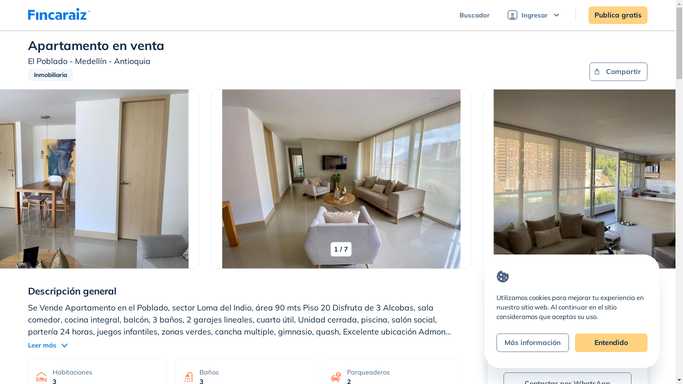 Fincaraiz
Buscador
Ingresar
Publica gratis
Apartamento en venta
El Poblado - Medellín - Antioquia
Inmobiliaria
Compartir
1 / 7
Descripción general
Se Vende Apartamento en el Poblado, sector Loma del Indio, área 90 mts Piso 20 Disfruta de 3 Alcobas, sala
comedor, cocina integral, balcón, 3 baños, 2 garajes lineales, cuarto útil. Unidad cerrada, piscina, salón social,
portería 24 horas, juegos infantiles, zonas verdes, cancha multiple, gimnasio, quash, Excelente ubicación Admon...
Leer más
Habitaciones
3
Baños
3
Parqueaderos
2
Utilizamos cookies para mejorar tu experiencia en
nuestro sitio web. Al continuar en el sitio
consideramos que aceptas su uso.
Más información
Entendido
Contactar por WhatsApp